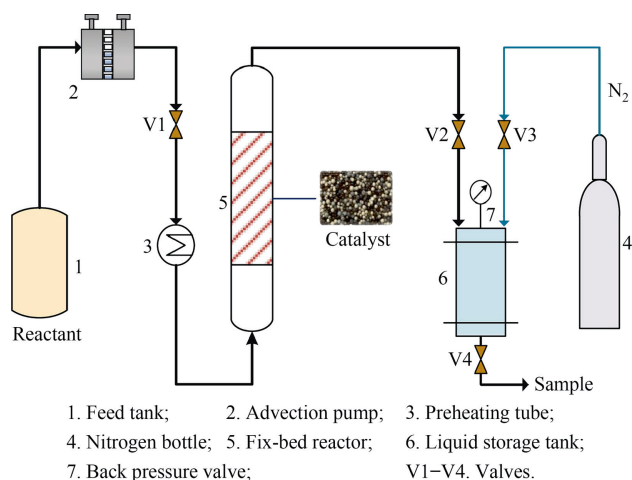 N2
2
V1
V2
V3
5
7
3
Catalyst
4
1
6
Reactant
V4
Sample
1. Feed tank; 2. Advection pump; 3. Preheating tube;
4. Nitrogen bottle; 5. Fix-bed reactor; 6. Liquid storage tank;
7. Back pressure valve; V1–V4. Valves.